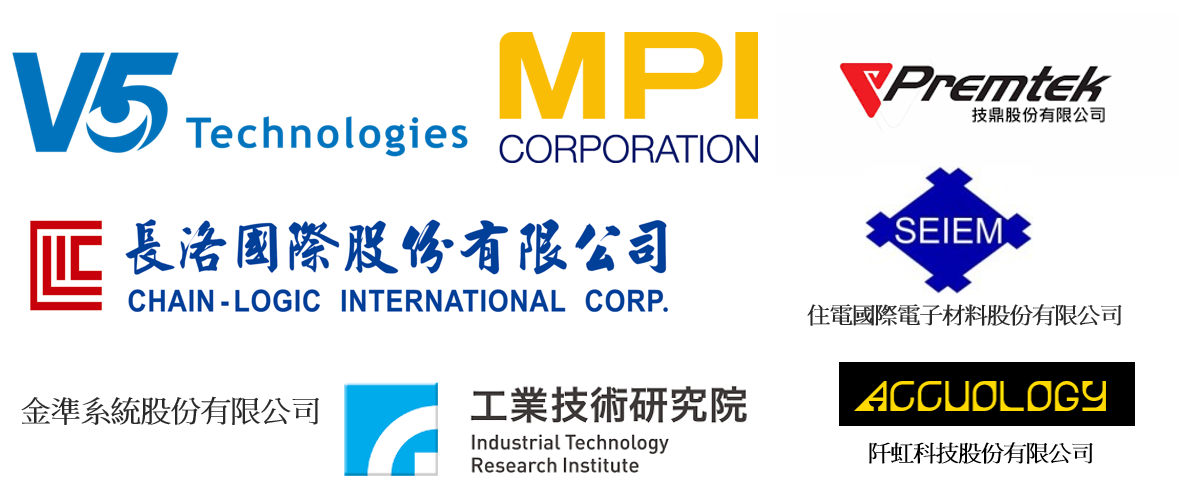 V5 Technologies
MPI
CORPORATION
Premtek
技鼎股份有限公司
長洛國際股份有限公司
CHAIN-LOGIC INTERNATIONAL CORP.
SEIEM
住電國際電子材料股份有限公司
金準系統股份有限公司
工業技術研究院
Industrial Technology
Research Institute
ACCUOLOGY
阡虹科技股份有限公司